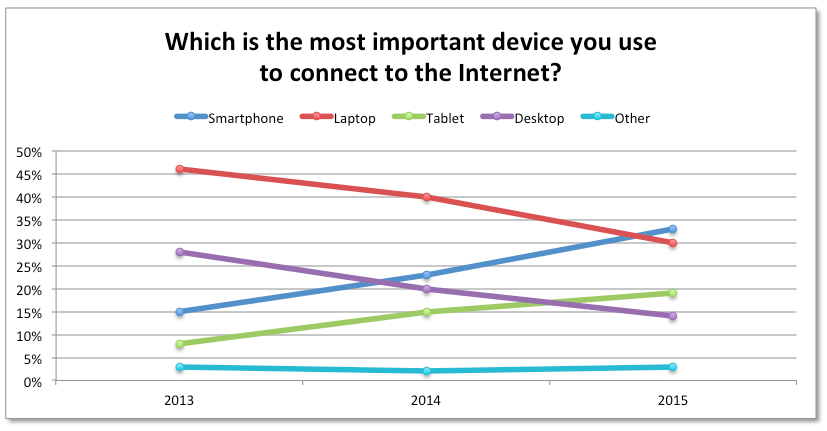 Which is the most important device you use
to connect to the Internet?
Smartphone Laptop Tablet Desktop Other
50%
45%
40%
35%
30%
25%
20%
15%
10%
5%
0%
2013 2014 2015